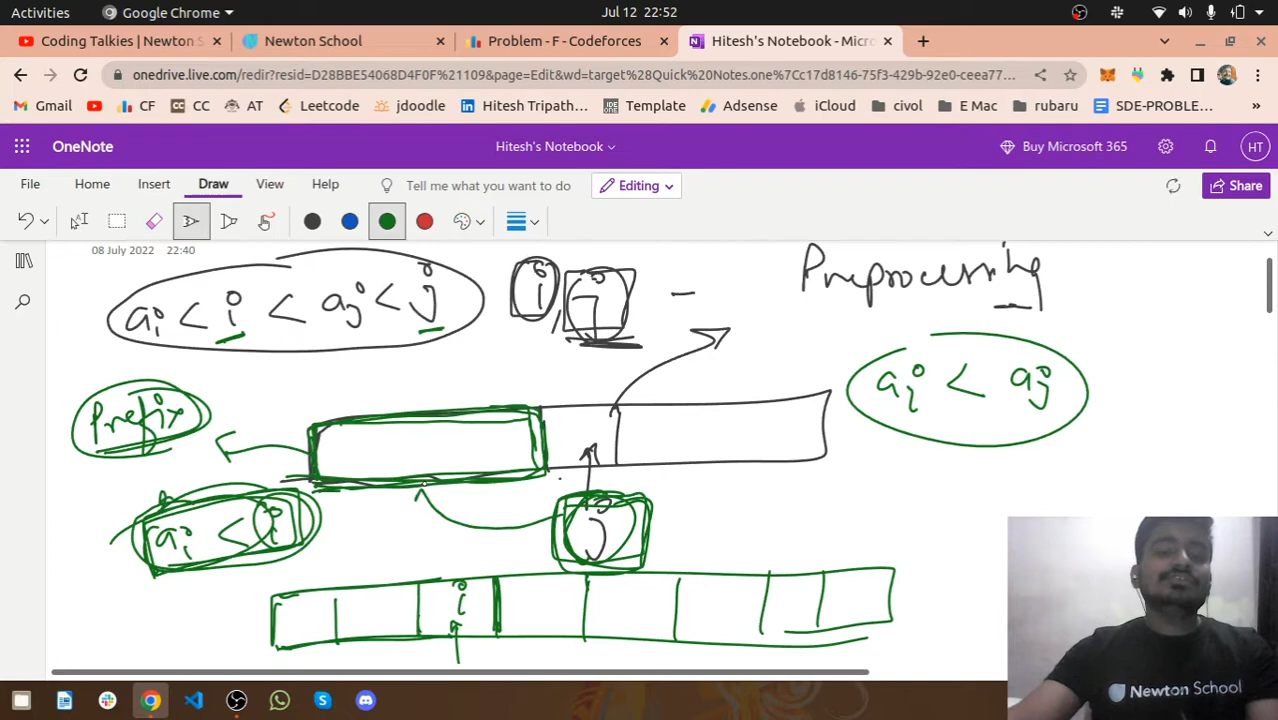 Activities Google Chrome Jul 12 22:52
Coding Talkies | Newton S Newton School Problem - F - Codeforces Hitesh's Notebook - Micro
onedrive.live.com/redir?resid=D28BBE54068D4F0F%21109&page=Edit&wd=target%28Quick%20Notes.one%7Cc17d8146-75f3-429b-92e0-ceea77...
Gmail CF CC AT Leetcode jdoodle Hitesh Tripath... Template Adsense iCloud civol E Mac rubaru SDE-PROBLE...
OneNote Hitesh's Notebook Buy Microsoft 365 HT
File Home Insert Draw View Help Tell me what you want to do Editing Share
08 July 2022 22:40
Preprocessing
ai < i < aj < j i, j -
ai < aj
Prefix
ai < i
j
i
Newton School